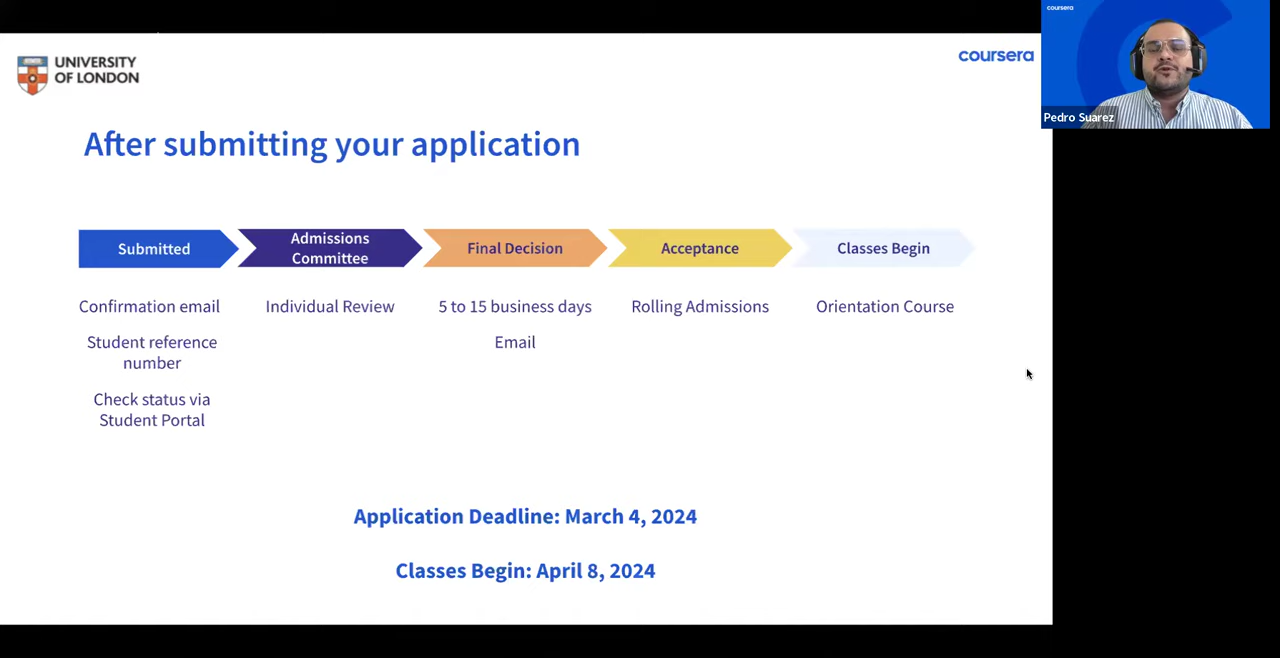 coursera
Pedro Suarez
UNIVERSITY
OF LONDON
coursera
After submitting your application
Submitted
Admissions
Committee
Final Decision
Acceptance
Classes Begin
Confirmation email
Individual Review
5 to 15 business days
Rolling Admissions
Orientation Course
Student reference
number
Email
Check status via
Student Portal
Application Deadline: March 4, 2024
Classes Begin: April 8, 2024